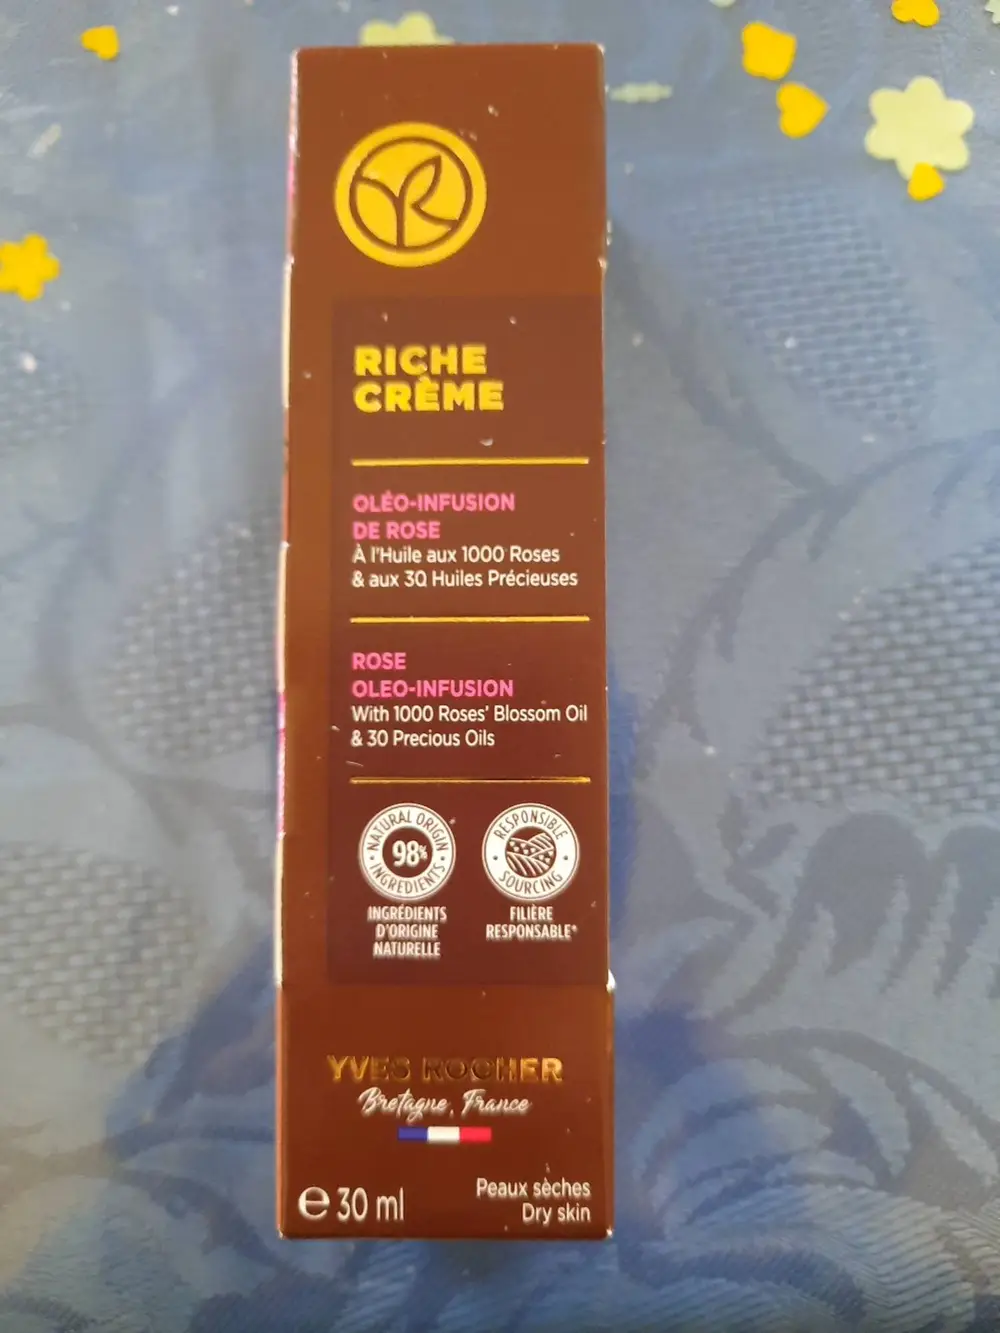 RICHE
CRÈME
OLÉO-INFUSION
DE ROSE
À l'Huile aux 1000 Roses
& aux 30 Huiles Précieuses
ROSE
OLEO-INFUSION
With 1000 Roses' Blossom Oil
& 30 Precious Oils
NATURAL ORIGIN
98%
INGREDIENTS
INGRÉDIENTS
D'ORIGINE
NATURELLE
RESPONSIBLE
SOURCING
FILIÈRE
RESPONSABLE*
YVES ROCHER
Bretagne, France
℮ 30 ml
Peaux sèches
Dry skin